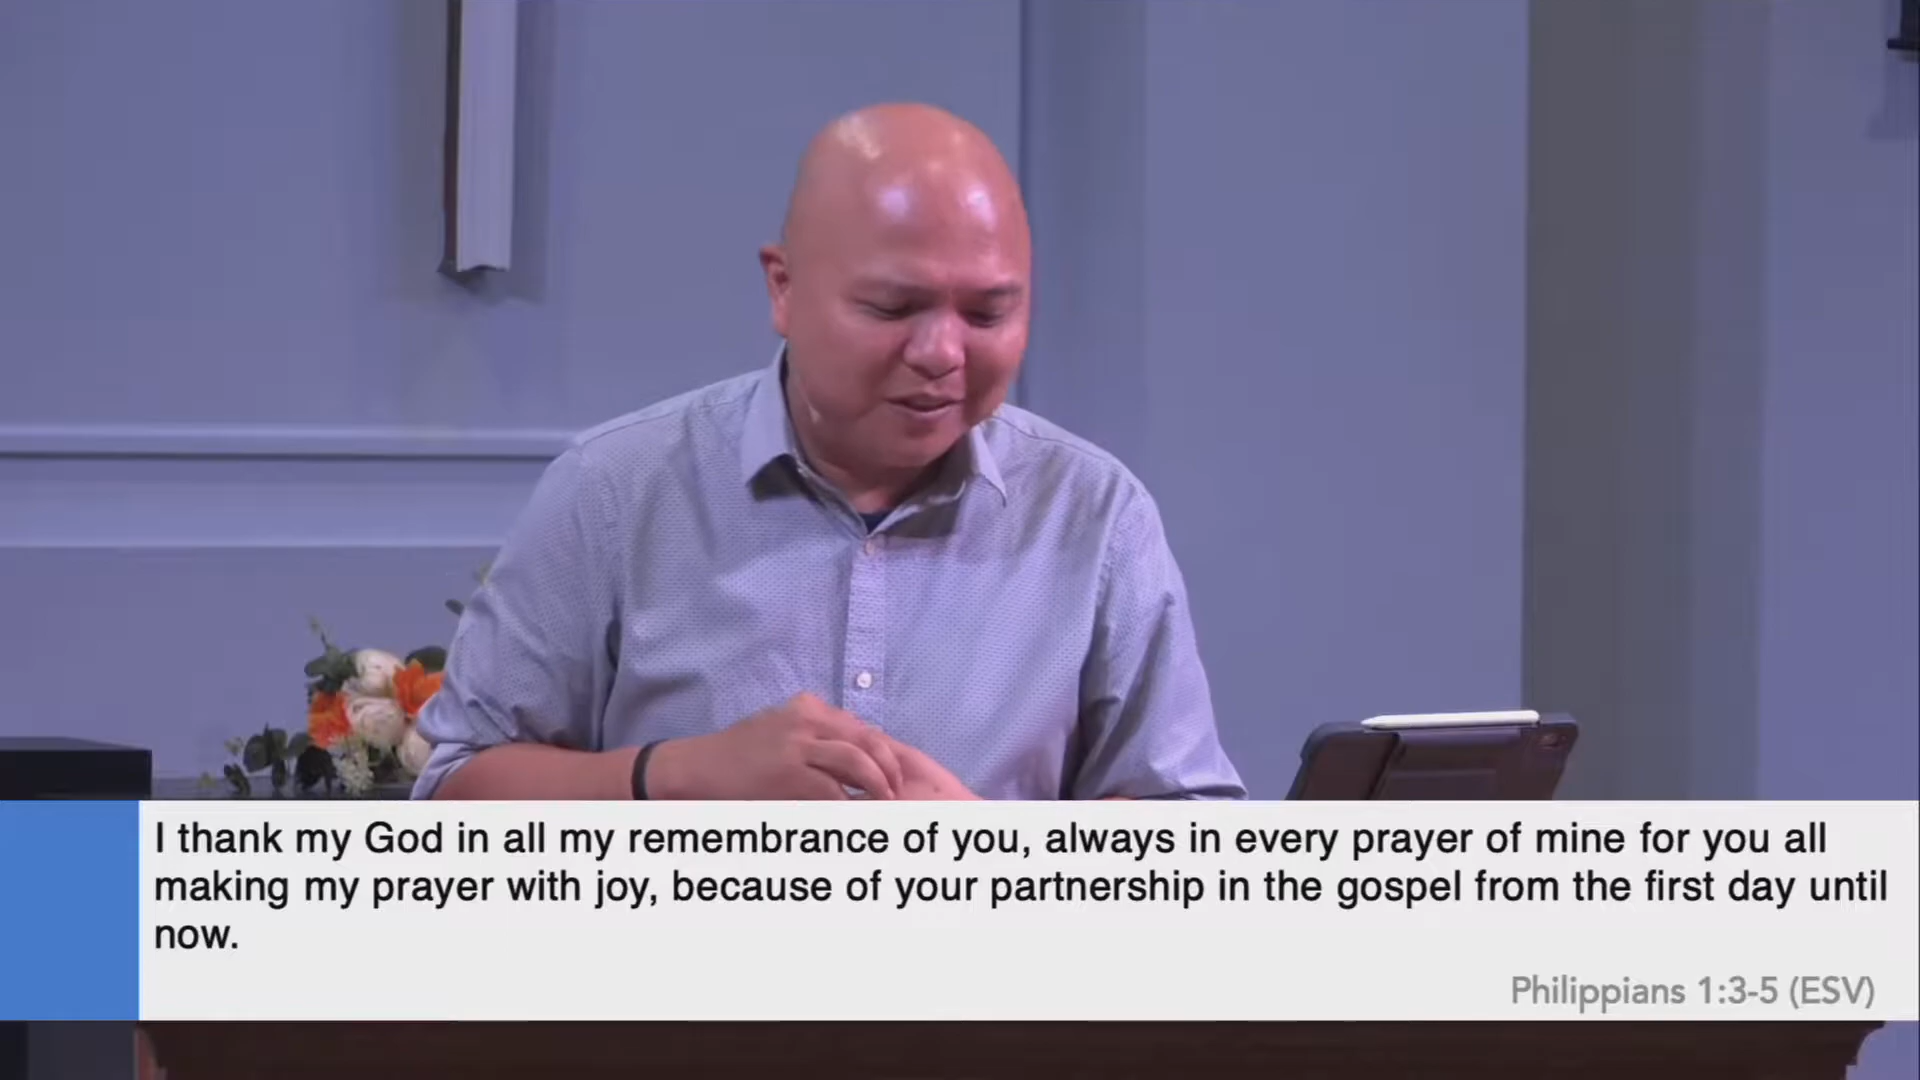 I thank my God in all my remembrance of you, always in every prayer of mine for you all
making my prayer with joy, because of your partnership in the gospel from the first day until
now.
Philippians 1:3-5 (ESV)